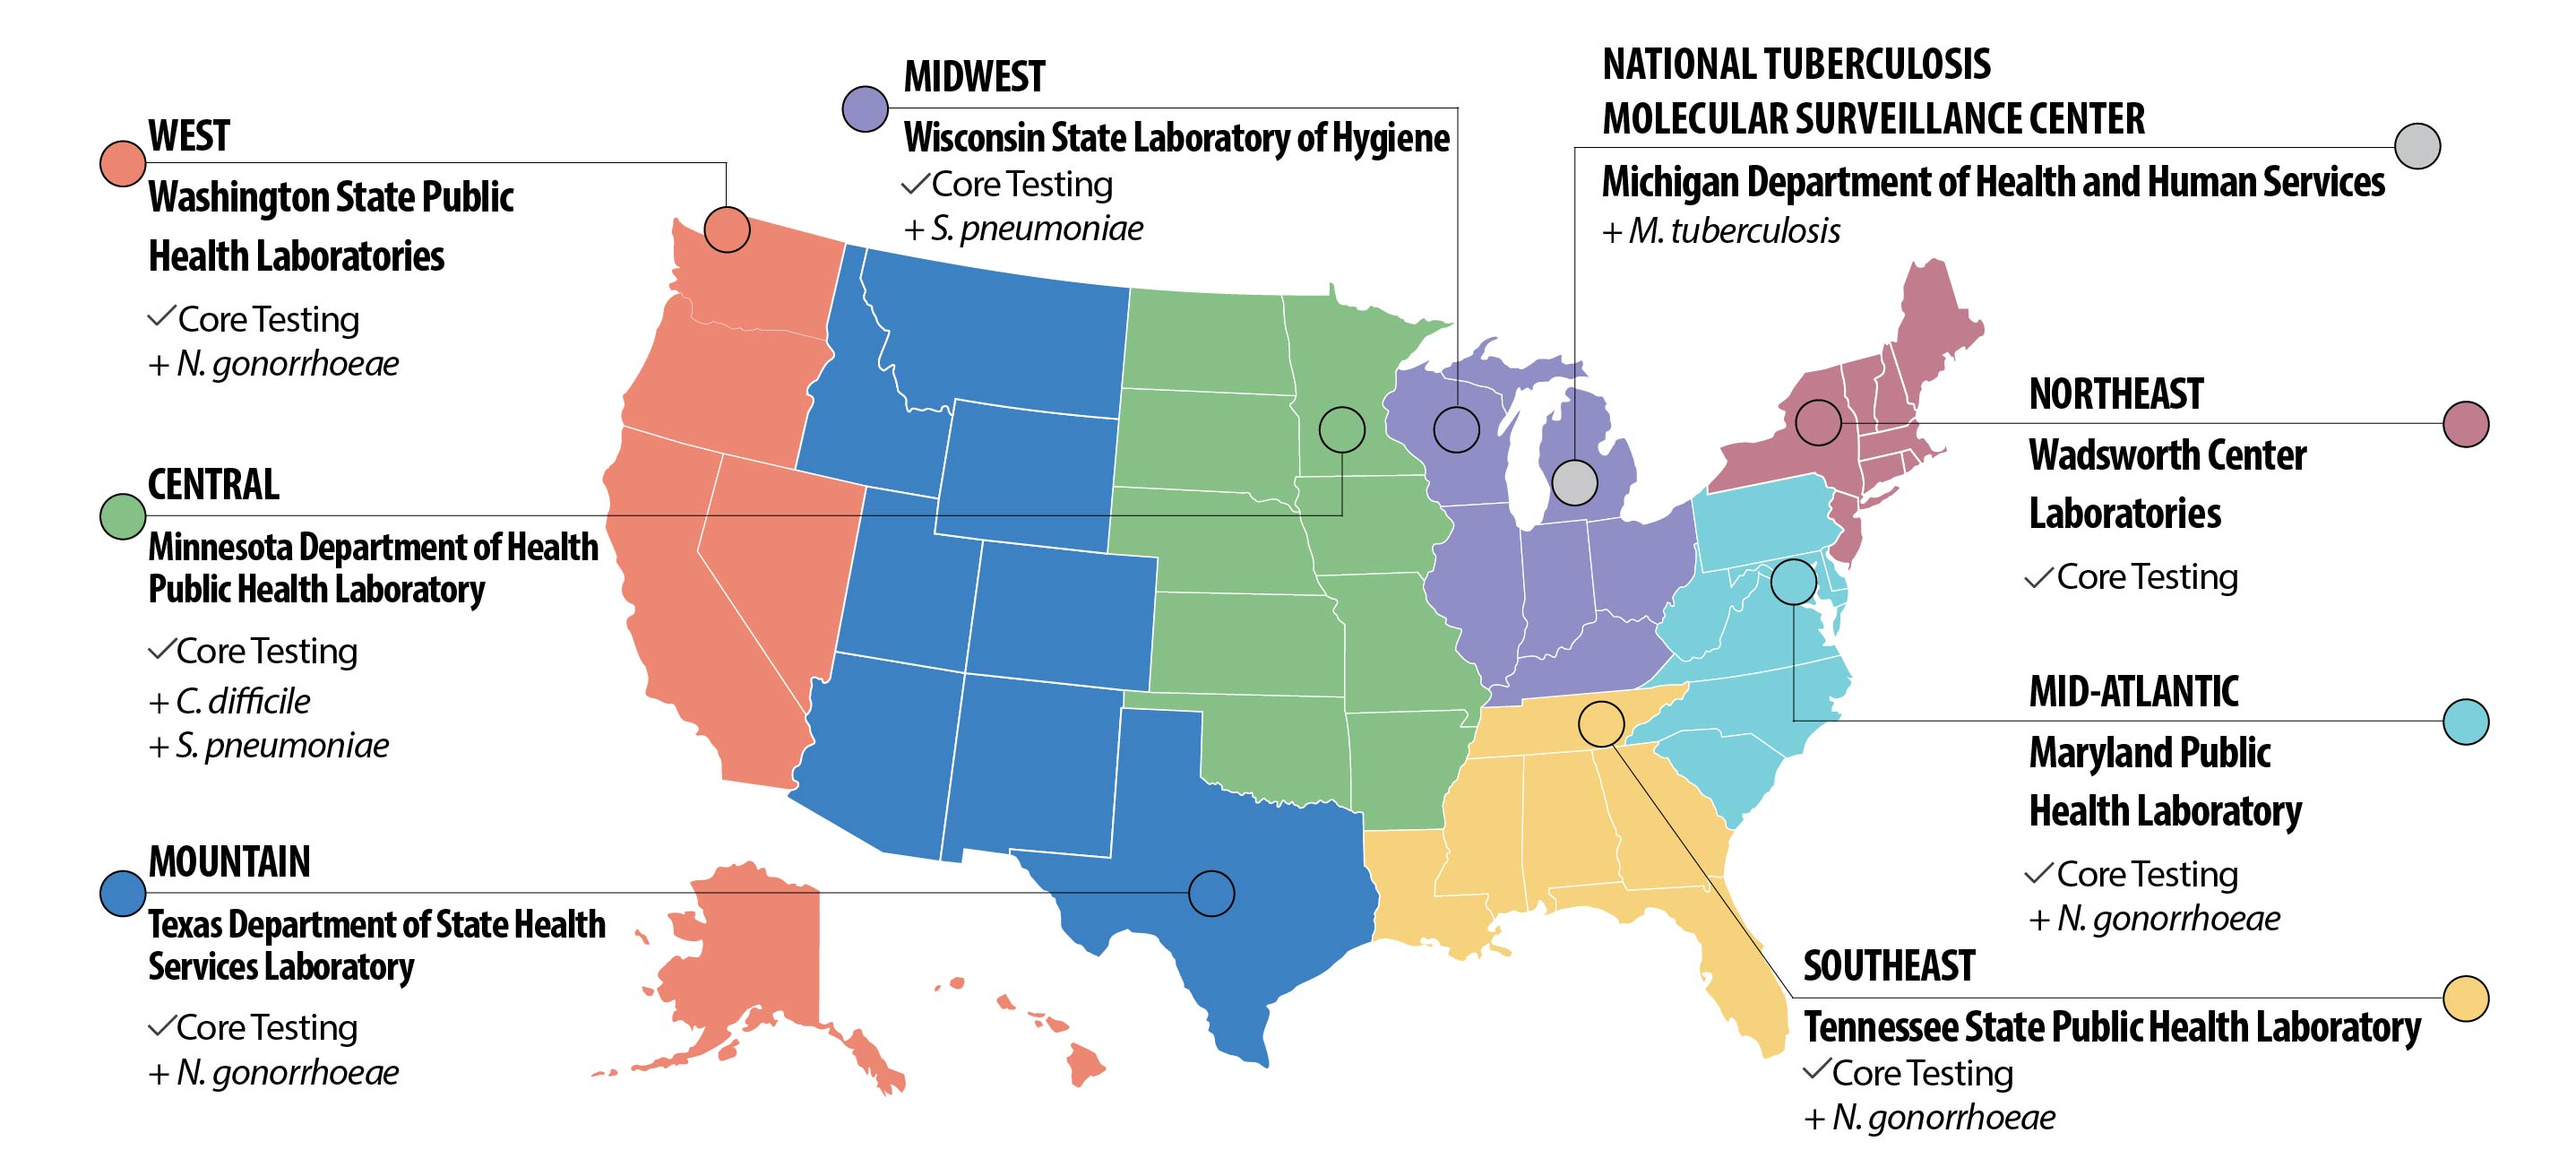 WEST
Washington State Public
Health Laboratories
✓Core Testing
+ N. gonorrhoeae
CENTRAL
Minnesota Department of Health
Public Health Laboratory
✓Core Testing
+ C. difficile
+ S. pneumoniae
MOUNTAIN
Texas Department of State Health
Services Laboratory
✓Core Testing
+ N. gonorrhoeae
MIDWEST
Wisconsin State Laboratory of Hygiene
✓Core Testing
+ S. pneumoniae
NATIONAL TUBERCULOSIS
MOLECULAR SURVEILLANCE CENTER
Michigan Department of Health and Human Services
+ M. tuberculosis
NORTHEAST
Wadsworth Center
Laboratories
✓Core Testing
MID-ATLANTIC
Maryland Public
Health Laboratory
✓Core Testing
+ N. gonorrhoeae
SOUTHEAST
Tennessee State Public Health Laboratory
✓Core Testing
+ N. gonorrhoeae